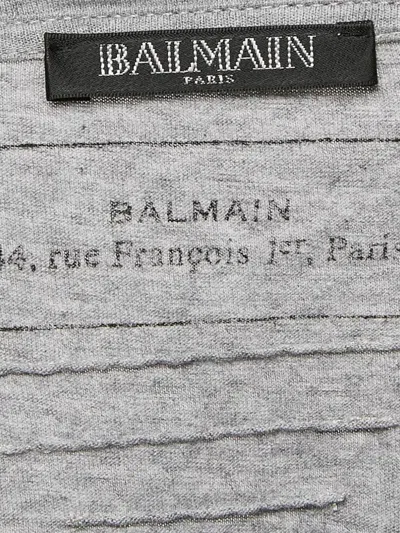 BALMAIN
PARIS
BALMAIN
44, rue François 1er, Paris